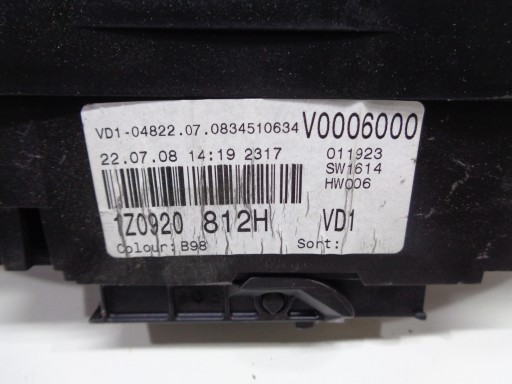 VD1-04822.07.0834510634 V0006000
22.07.08 14:19 2317 011923
SW1614
HW006
1Z0920 812H VD1
Colour: B98 Sort: